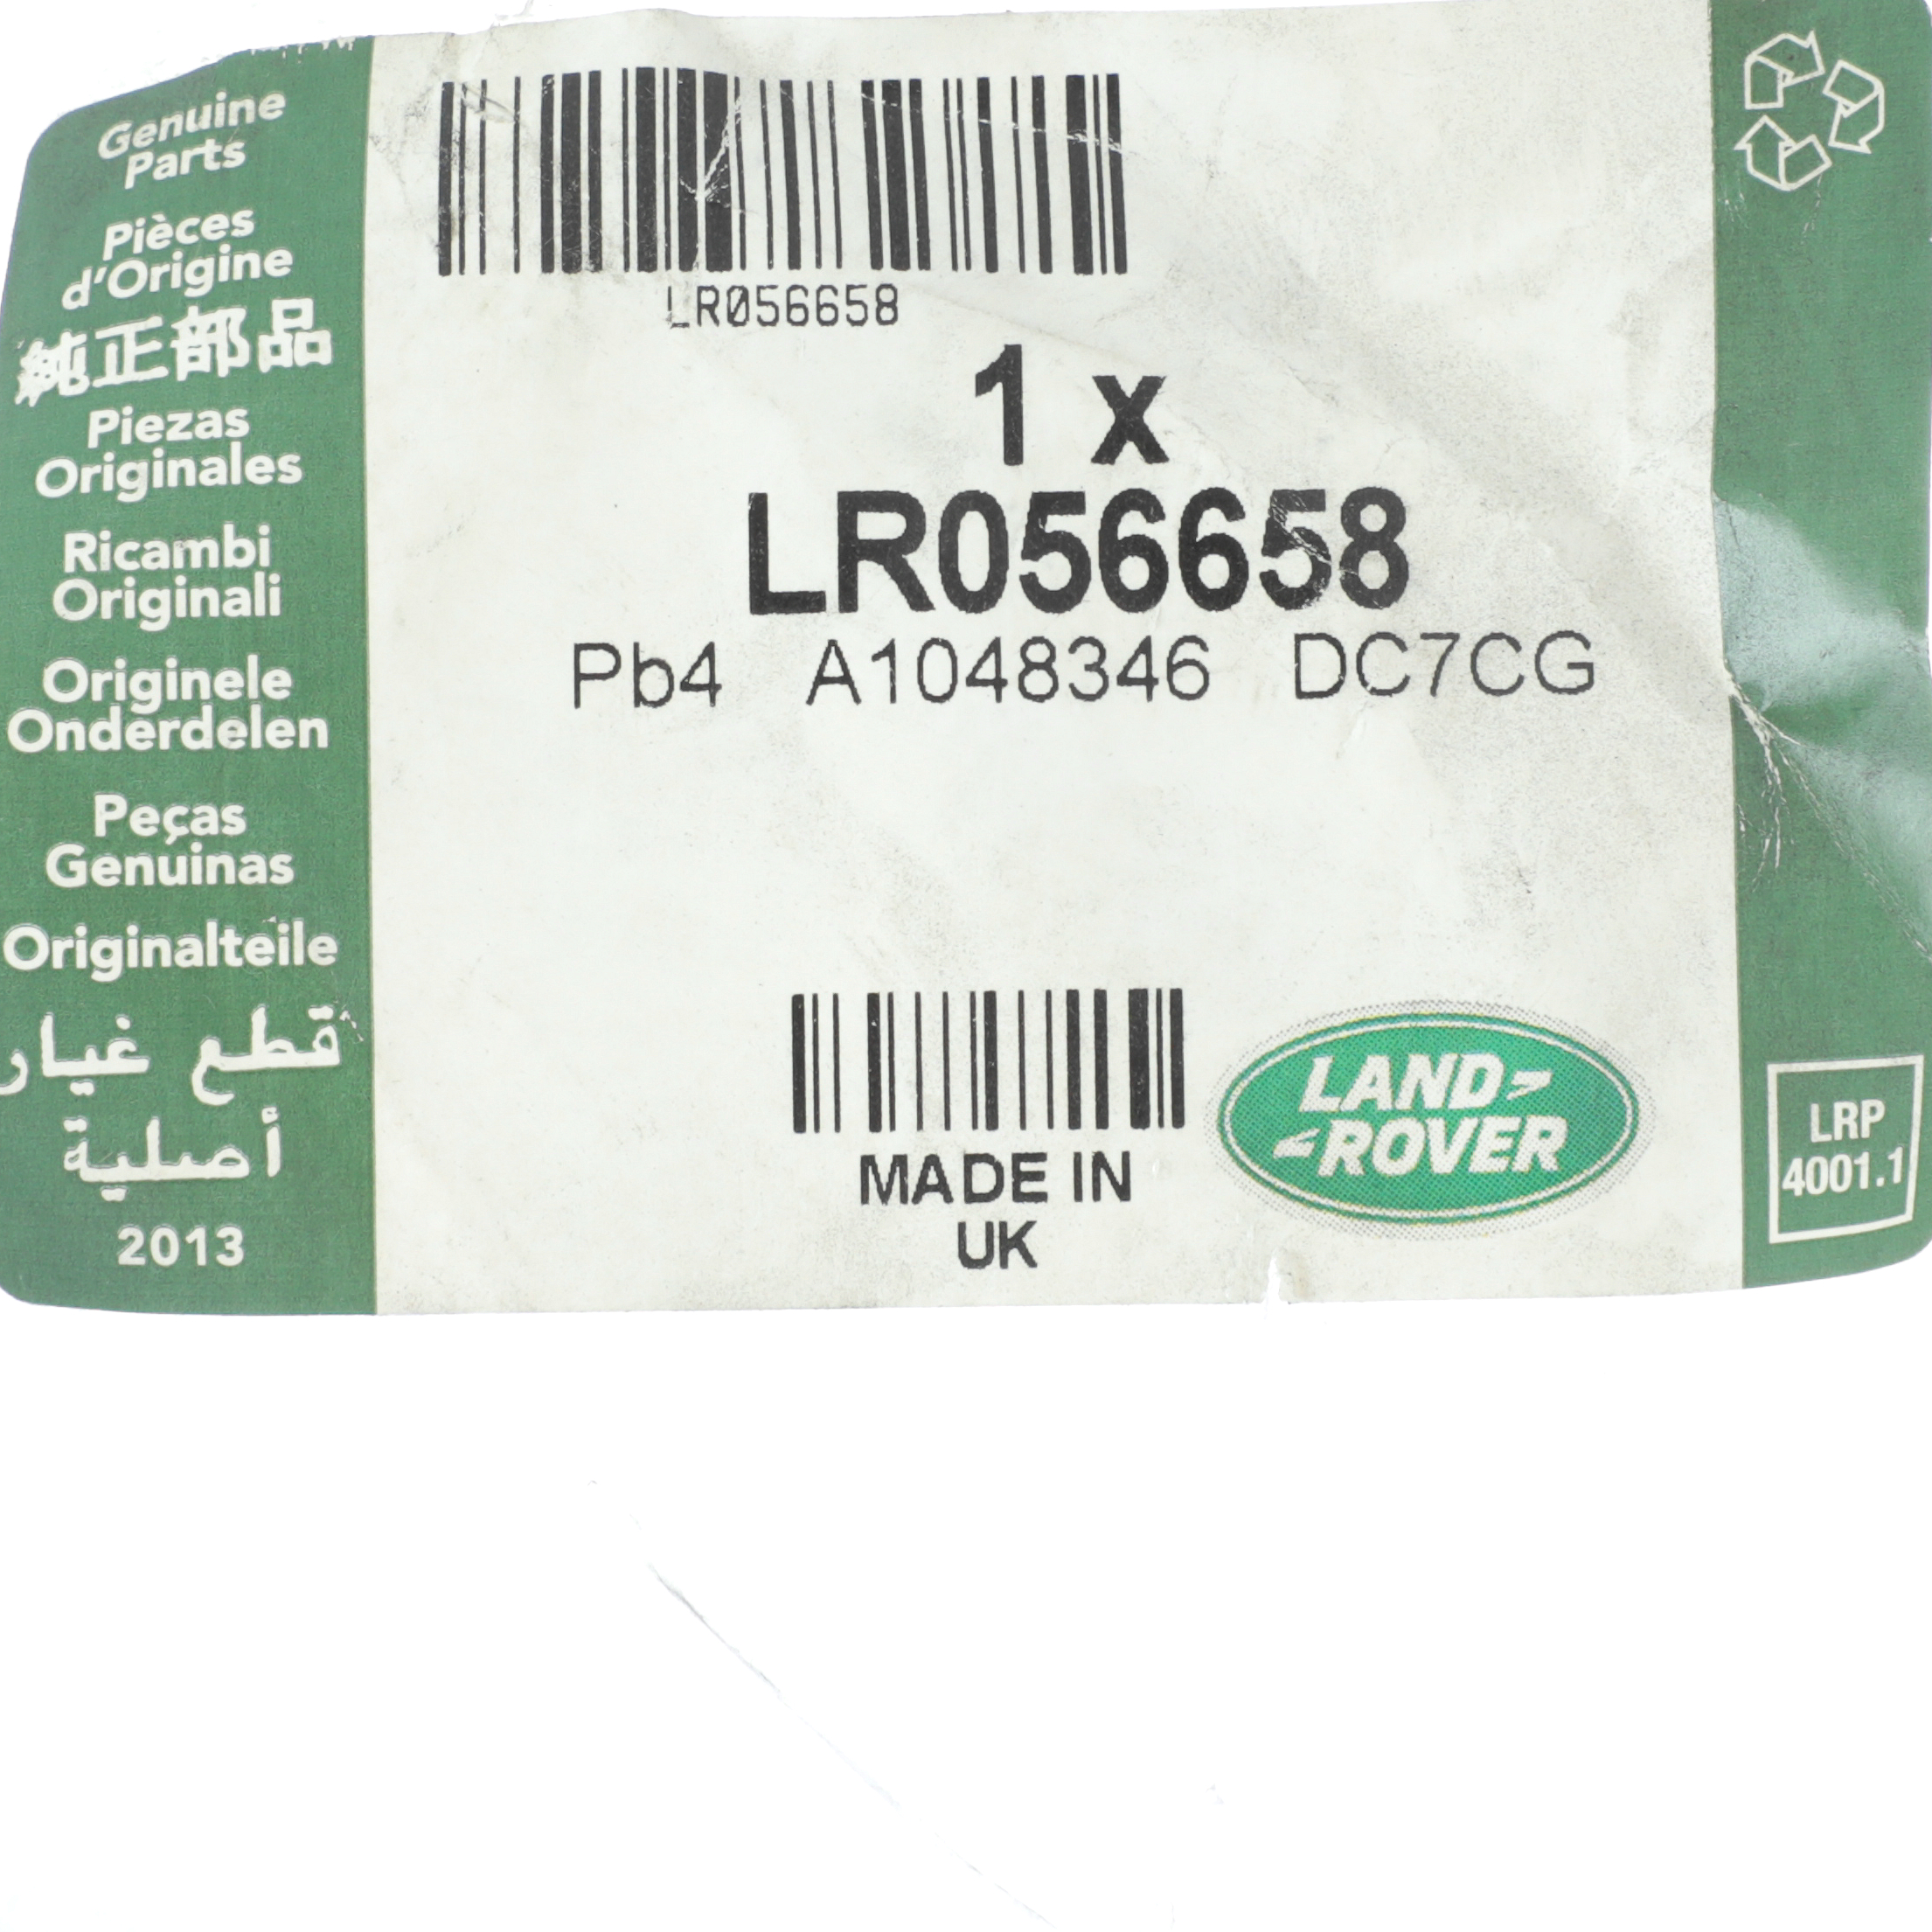 Genuine
Parts
Pièces
d'Origine
純正部品
Piezas
Originales
Ricambi
Originali
Originele
Onderdelen
Peças
Genuinas
Originalteile
قطع غيار
أصلية
2013
LR056658
1 x
LR056658
Pb4 A1048346 DC7CG
MADE IN
UK
LAND
ROVER
LRP
4001.1